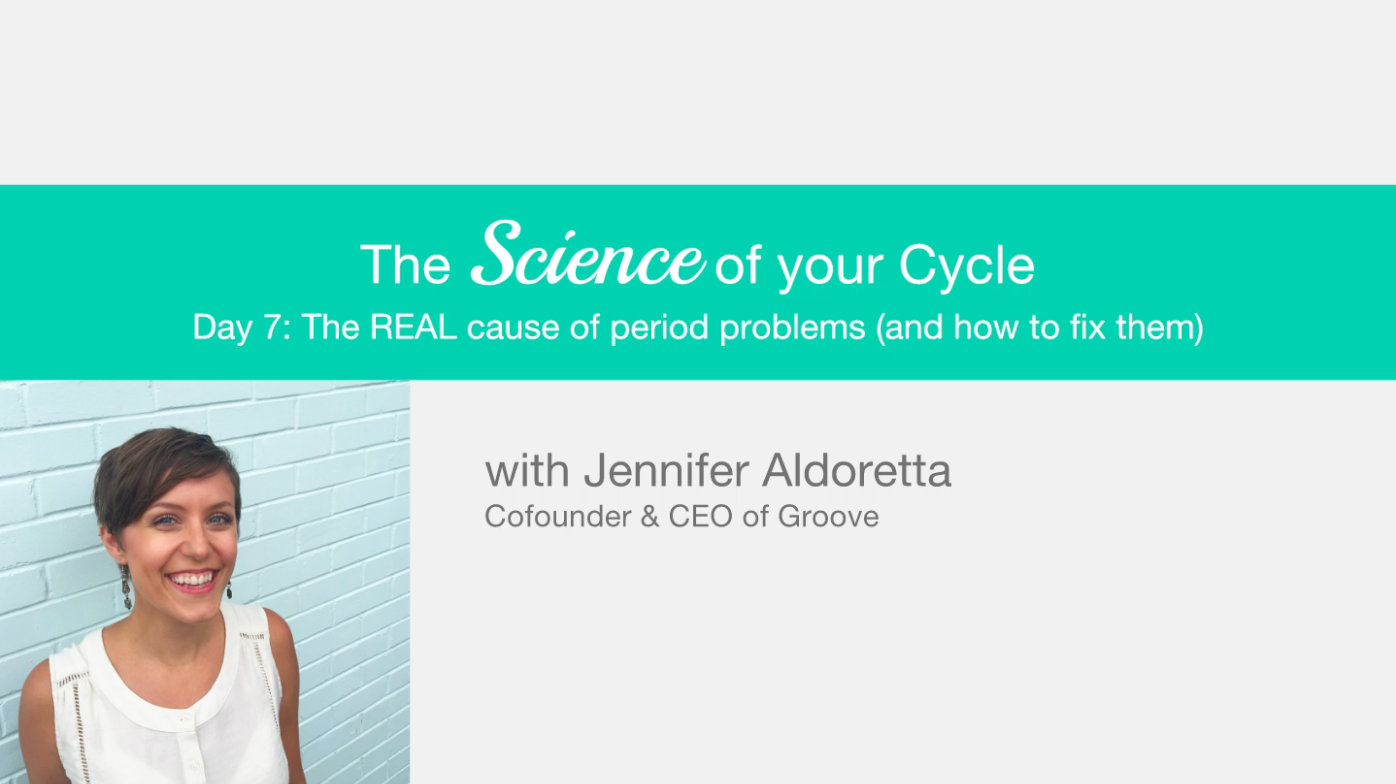 The Science of your Cycle
Day 7: The REAL cause of period problems (and how to fix them)
with Jennifer Aldoretta
Cofounder & CEO of Groove